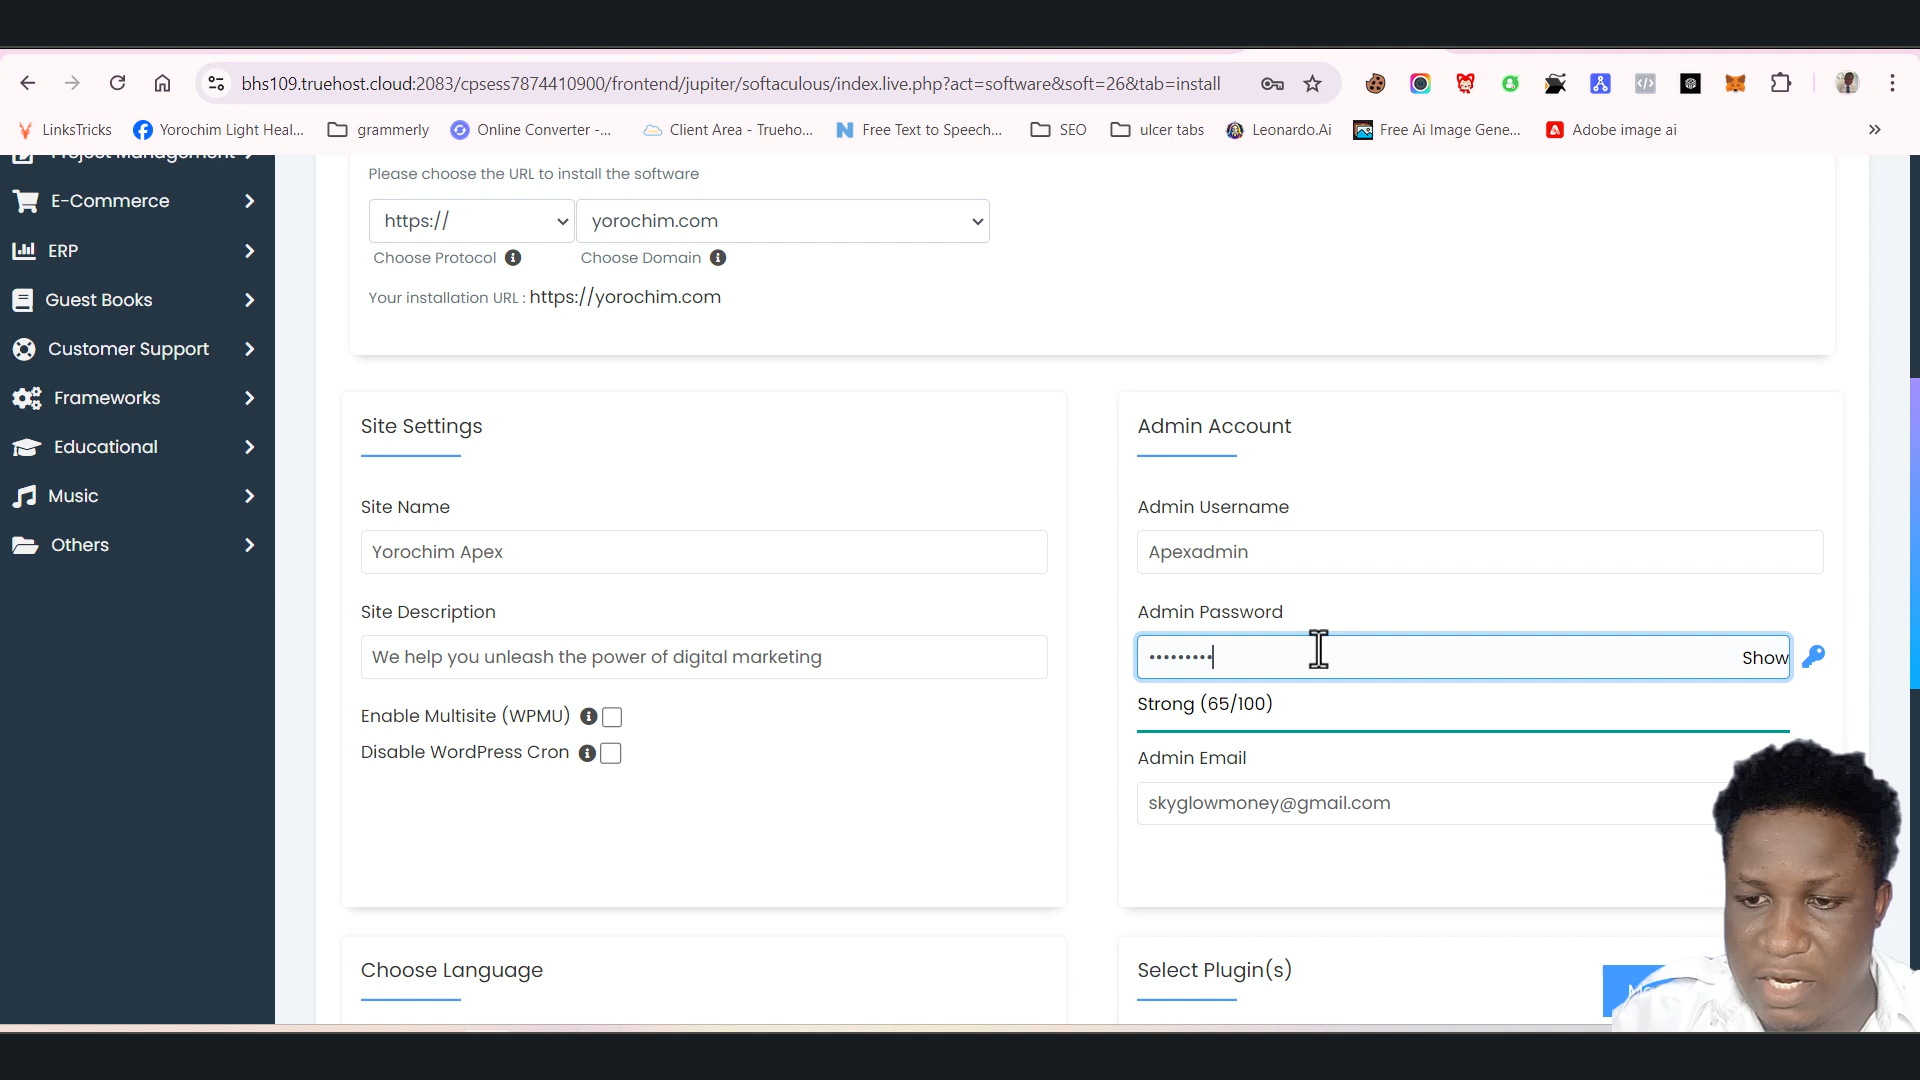 bhs109.truehost.cloud:2083/cpsess7874410900/frontend/jupiter/softaculous/index.live.php?act=software&soft=26&tab=install
LinksTricks
Yorochim Light Heal...
grammerly
Online Converter -...
Client Area - Trueho...
Free Text to Speech...
SEO
ulcer tabs
Leonardo.Ai
Free Ai Image Gene...
Adobe image ai
Project Management
E-Commerce
ERP
Guest Books
Customer Support
Frameworks
Educational
Music
Others
Please choose the URL to install the software
https://
yorochim.com
Choose Protocol
Choose Domain
Your installation URL : https://yorochim.com
Site Settings
Site Name
Yorochim Apex
Site Description
We help you unleash the power of digital marketing
Enable Multisite (WPMU)
Disable WordPress Cron
Admin Account
Admin Username
Apexadmin
Admin Password
•••••••••
Show
Strong (65/100)
Admin Email
skyglowmoney@gmail.com
Choose Language
Select Plugin(s)